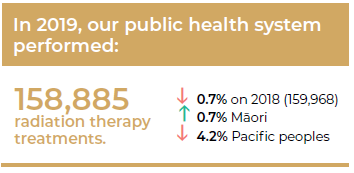 In 2019, our public health system
performed:
158,885
radiation therapy
treatments.
↓ 0.7% on 2018 (159,968)
↑ 0.7% Māori
↓ 4.2% Pacific peoples